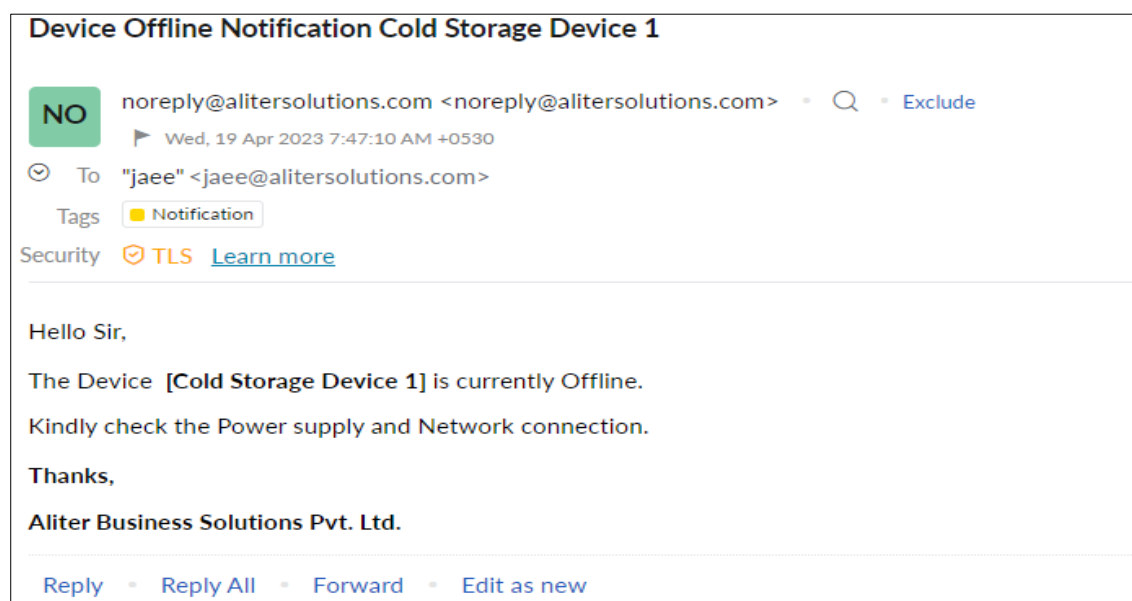 Device Offline Notification Cold Storage Device 1
NO
noreply@alitersolutions.com <noreply@alitersolutions.com> Exclude
Wed, 19 Apr 2023 7:47:10 AM +0530
To "jaee" <jaee@alitersolutions.com>
Tags Notification
Security TLS Learn more
Hello Sir,
The Device [Cold Storage Device 1] is currently Offline.
Kindly check the Power supply and Network connection.
Thanks,
Aliter Business Solutions Pvt. Ltd.
Reply Reply All Forward Edit as new